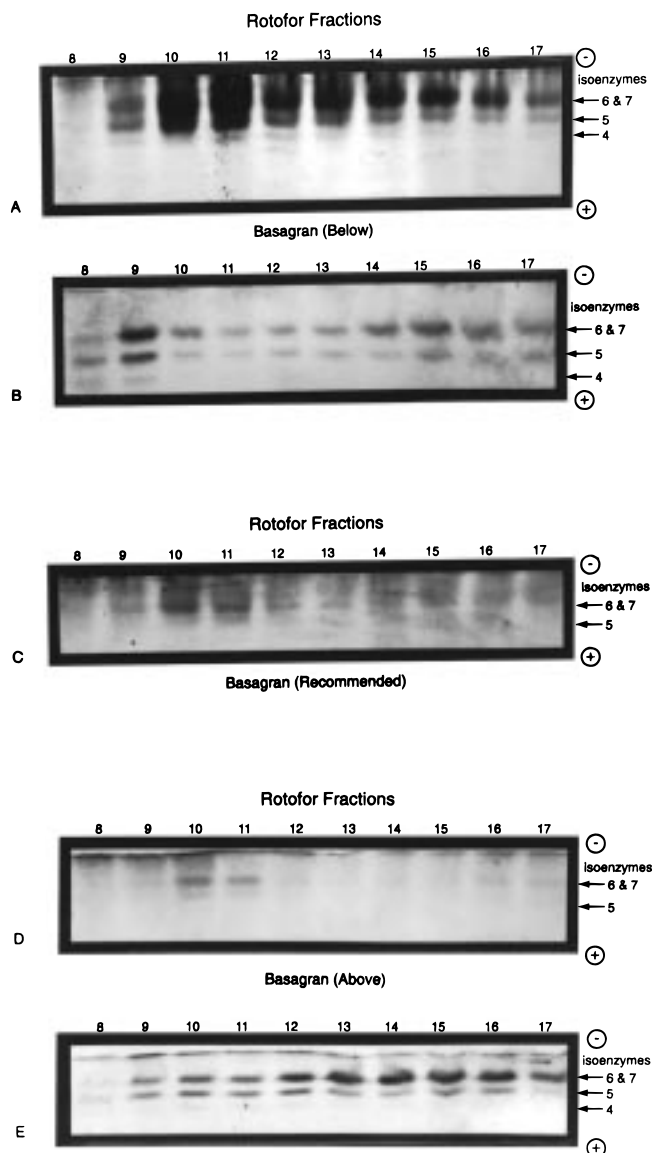 Rotofor Fractions
8 9 10 11 12 13 14 15 16 17 -
isoenzymes
6 & 7
5
4
A +
Basagran (Below)
8 9 10 11 12 13 14 15 16 17 -
isoenzymes
6 & 7
5
4
B +
Rotofor Fractions
8 9 10 11 12 13 14 15 16 17 -
isoenzymes
6 & 7
5
C +
Basagran (Recommended)
Rotofor Fractions
8 9 10 11 12 13 14 15 16 17 -
isoenzymes
6 & 7
5
D +
Basagran (Above)
8 9 10 11 12 13 14 15 16 17 -
isoenzymes
6 & 7
5
4
E +